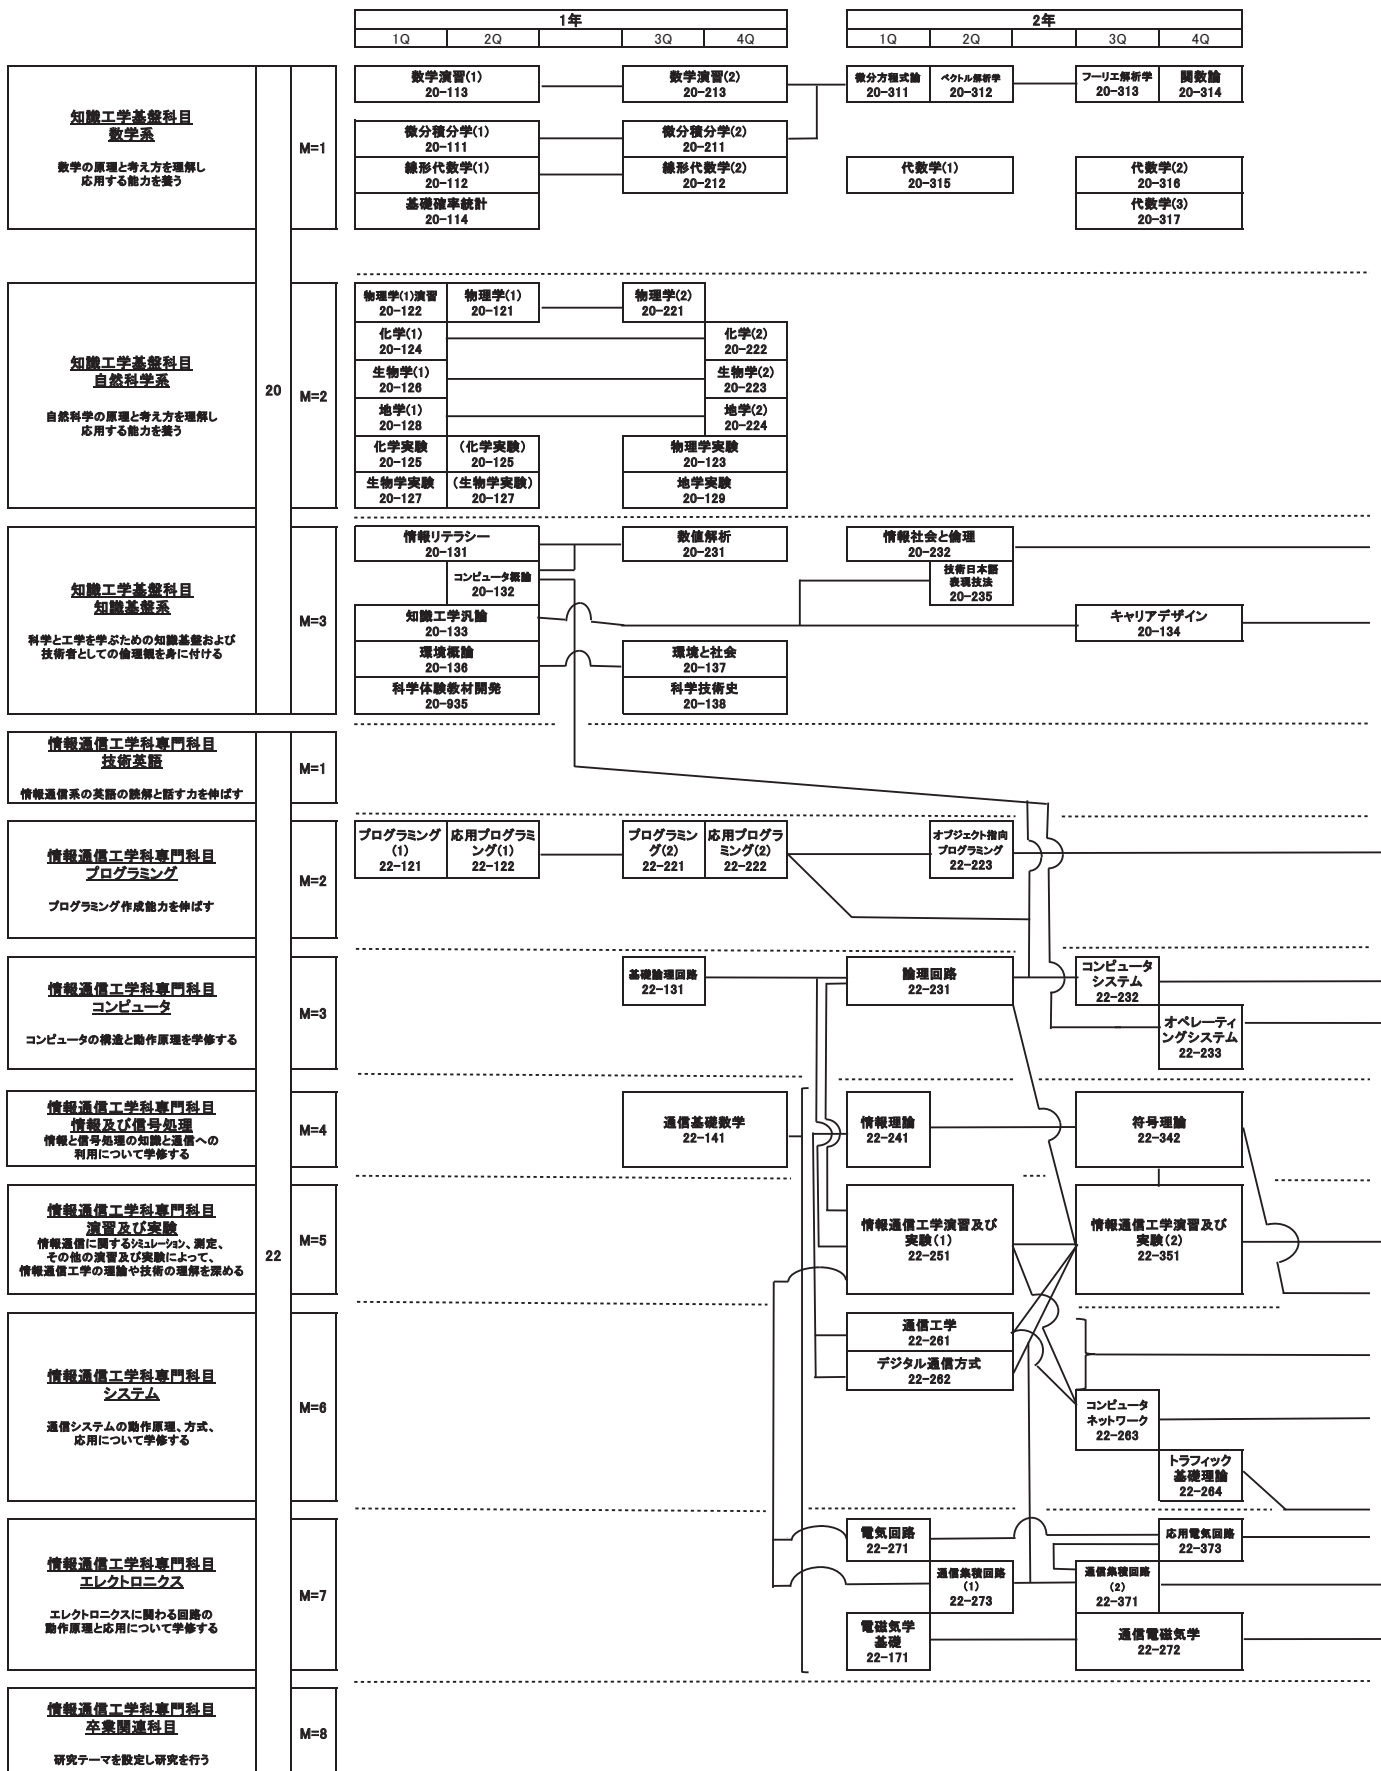 1年
2年
1Q
2Q
3Q
4Q
1Q
2Q
3Q
4Q
知識工学基盤科目
数学系
数学の原理と考え方を理解し
応用する能力を養う
20
M=1
数学演習(1)
20-113
数学演習(2)
20-213
微分方程式論
20-311
ベクトル解析学
20-312
フーリエ解析学
20-313
関数論
20-314
微分積分学(1)
20-111
微分積分学(2)
20-211
線形代数学(1)
20-112
線形代数学(2)
20-212
代数学(1)
20-315
代数学(2)
20-316
基礎確率統計
20-114
代数学(3)
20-317
知識工学基盤科目
自然科学系
自然科学の原理と考え方を理解し
応用する能力を養う
M=2
物理学(1)演習
20-122
物理学(1)
20-121
物理学(2)
20-221
化学(1)
20-124
化学(2)
20-222
生物学(1)
20-126
生物学(2)
20-223
地学(1)
20-128
地学(2)
20-224
化学実験
20-125
(化学実験)
20-125
物理学実験
20-123
生物学実験
20-127
(生物学実験)
20-127
地学実験
20-129
知識工学基盤科目
知識基盤系
科学と工学を学ぶための知識基盤および
技術者としての倫理観を身に付ける
M=3
情報リテラシー
20-131
数値解析
20-231
情報社会と倫理
20-232
コンピュータ概論
20-132
技術日本語
表現技法
20-235
知識工学汎論
20-133
キャリアデザイン
20-134
環境概論
20-136
環境と社会
20-137
科学体験教材開発
20-935
科学技術史
20-138
情報通信工学科専門科目
技術英語
情報通信系の英語の読解と話す力を伸ばす
22
M=1
情報通信工学科専門科目
プログラミング
プログラミング作成能力を伸ばす
M=2
プログラミング
(1)
22-121
応用プログラミ
ング(1)
22-122
プログラミン
グ(2)
22-221
応用プログラ
ミング(2)
22-222
オブジェクト指向
プログラミング
22-223
情報通信工学科専門科目
コンピュータ
コンピュータの構造と動作原理を学修する
M=3
基礎論理回路
22-131
論理回路
22-231
コンピュータ
システム
22-232
オペレーティ
ングシステム
22-233
情報通信工学科専門科目
情報及び信号処理
情報と信号処理の知識と通信への
利用について学修する
M=4
通信基礎数学
22-141
情報理論
22-241
符号理論
22-342
情報通信工学科専門科目
演習及び実験
情報通信に関するシミュレーション、測定、
その他の演習及び実験によって、
情報通信工学の理論や技術の理解を深める
M=5
情報通信工学演習及び
実験(1)
22-251
情報通信工学演習及び
実験(2)
22-351
情報通信工学科専門科目
システム
通信システムの動作原理、方式、
応用について学修する
M=6
通信工学
22-261
デジタル通信方式
22-262
コンピュータ
ネットワーク
22-263
トラフィック
基礎理論
22-264
情報通信工学科専門科目
エレクトロニクス
エレクトロニクスに関わる回路の
動作原理と応用について学修する
M=7
電気回路
22-271
応用電気回路
22-373
通信集積回路
(1)
22-273
通信集積回路
(2)
22-371
電磁気学
基礎
22-171
通信電磁気学
22-272
情報通信工学科専門科目
卒業関連科目
研究テーマを設定し研究を行う
M=8